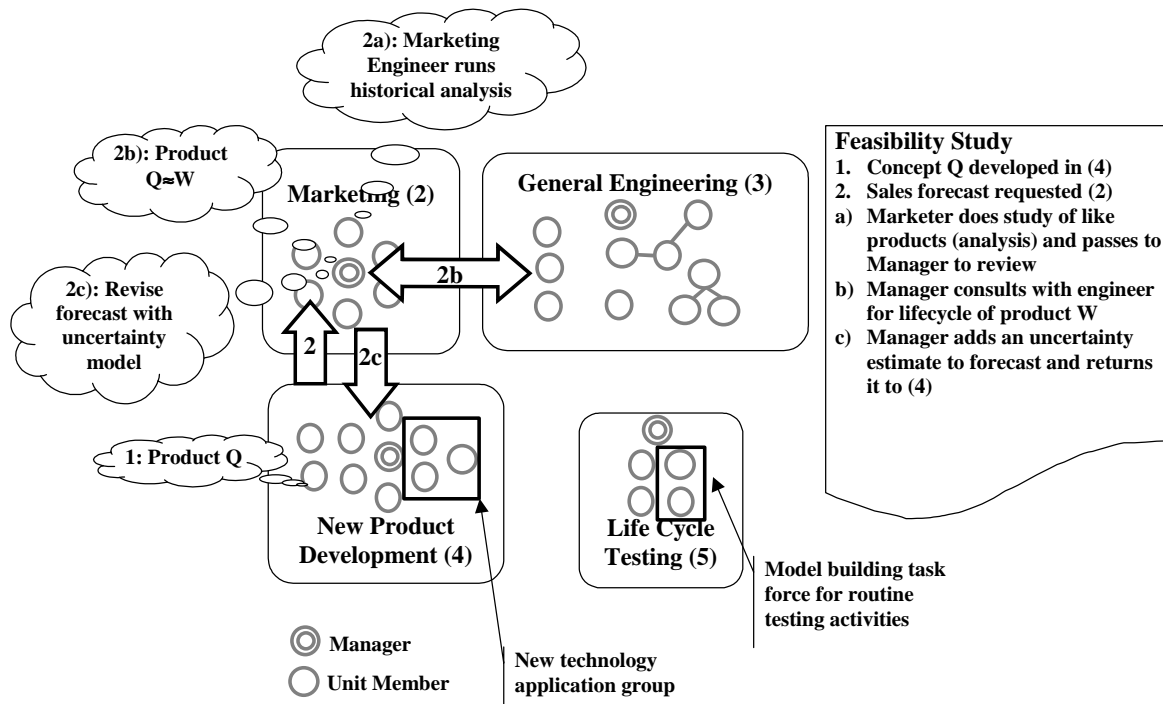 2a): Marketing
Engineer runs
historical analysis
2b): Product
Q≈W
2c): Revise
forecast with
uncertainty
model
Marketing (2)
General Engineering (3)
2b
2
2c
1: Product Q
New Product
Development (4)
Life Cycle
Testing (5)
Manager
Unit Member
New technology
application group
Model building task
force for routine
testing activities
Feasibility Study
1. Concept Q developed in (4)
2. Sales forecast requested (2)
a) Marketer does study of like
products (analysis) and passes to
Manager to review
b) Manager consults with engineer
for lifecycle of product W
c) Manager adds an uncertainty
estimate to forecast and returns
it to (4)